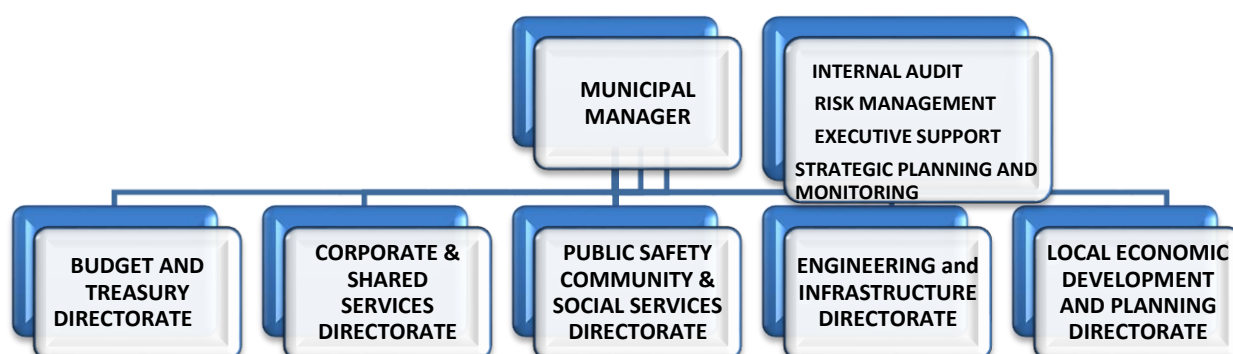 MUNICIPAL
MANAGER
INTERNAL AUDIT
RISK MANAGEMENT
EXECUTIVE SUPPORT
STRATEGIC PLANNING AND
MONITORING
BUDGET AND
TREASURY
DIRECTORATE
CORPORATE &
SHARED
SERVICES
DIRECTORATE
PUBLIC SAFETY
COMMUNITY &
SOCIAL SERVICES
DIRECTORATE
ENGINEERING and
INFRASTRUCTURE
DIRECTORATE
LOCAL ECONOMIC
DEVELOPMENT
AND PLANNING
DIRECTORATE